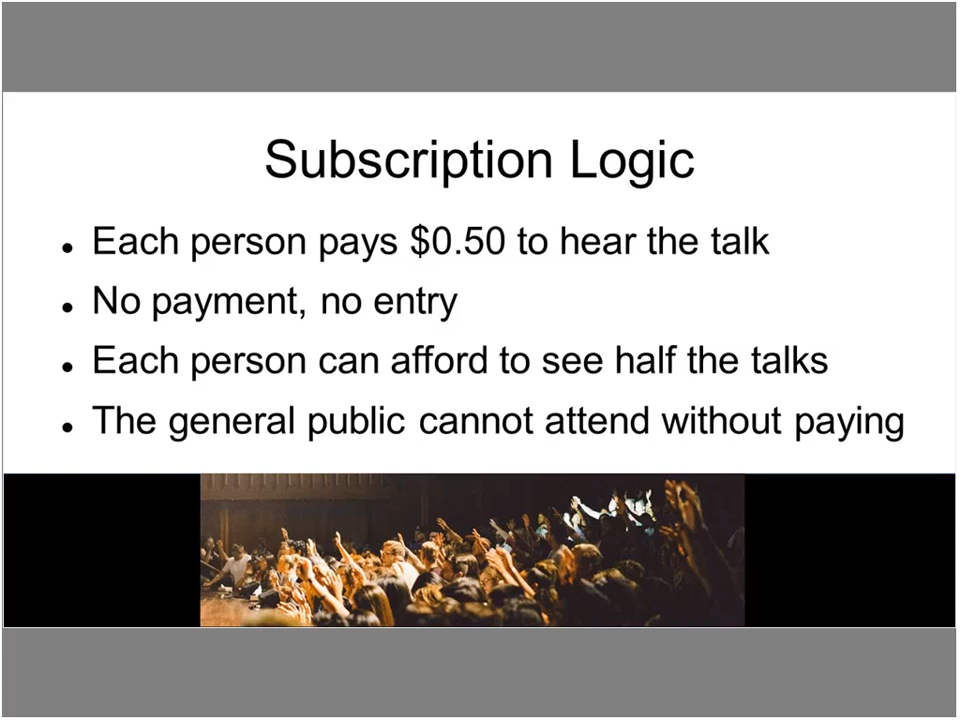 Subscription Logic
Each person pays $0.50 to hear the talk
No payment, no entry
Each person can afford to see half the talks
The general public cannot attend without paying